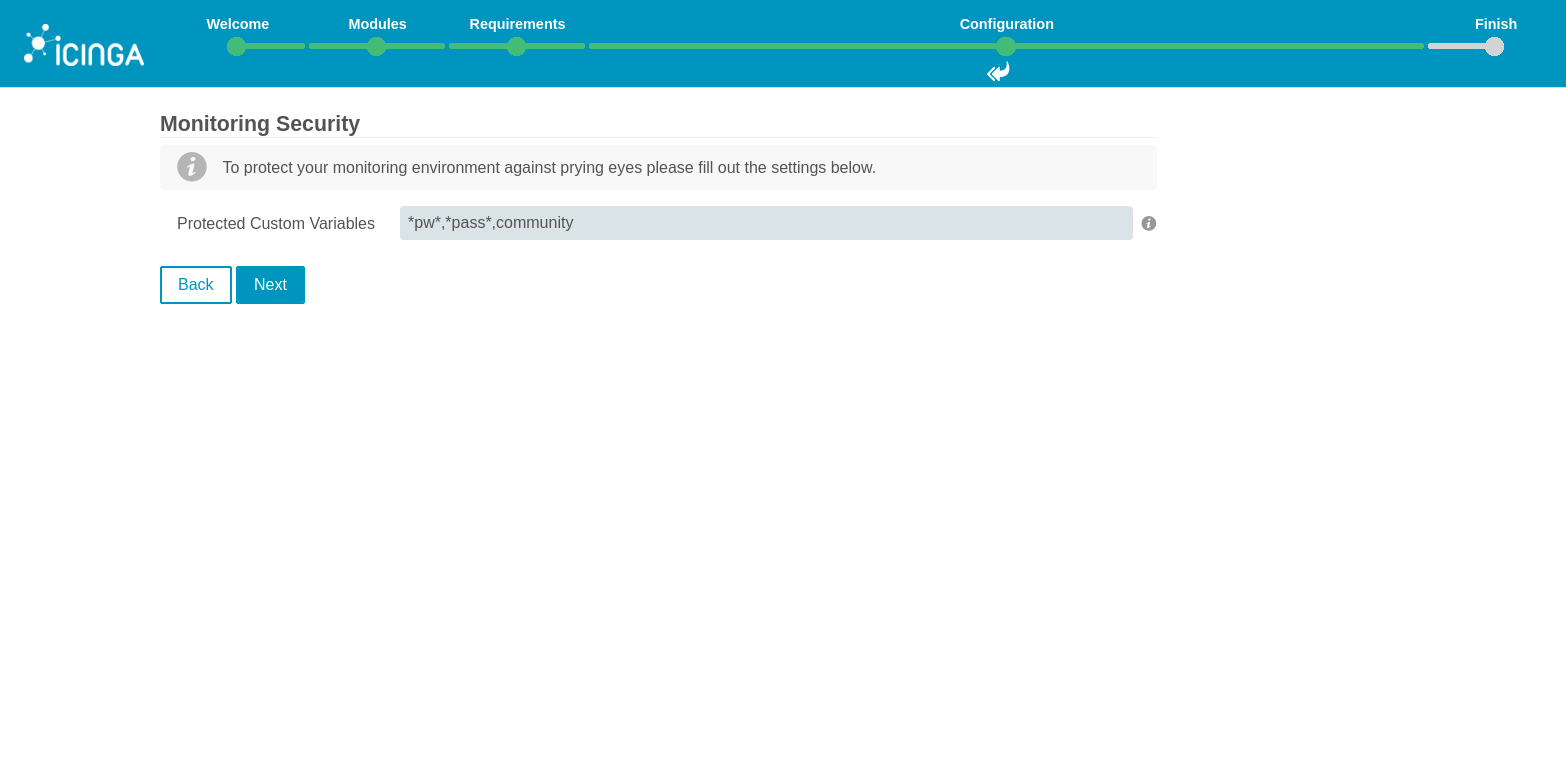 Welcome
Modules
Requirements
Configuration
Finish
ICINGA
Monitoring Security
To protect your monitoring environment against prying eyes please fill out the settings below.
Protected Custom Variables
*pw*,*pass*,community
Back
Next